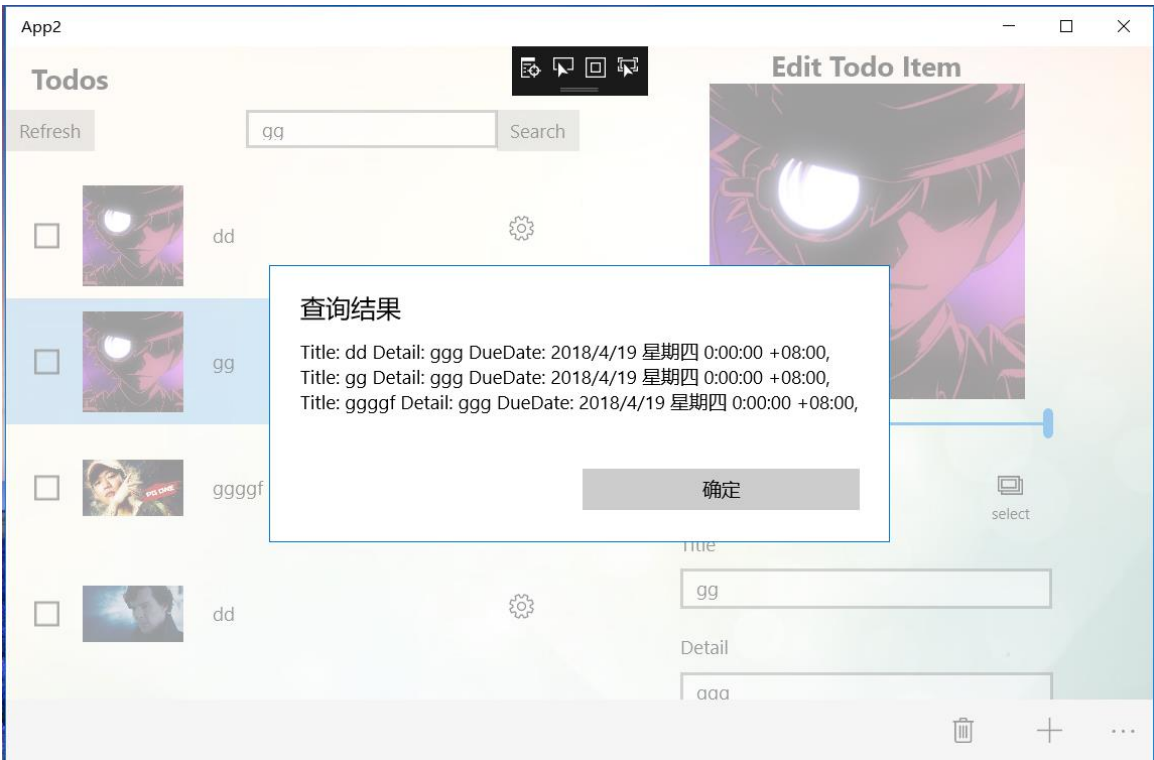 App2
Todos
Edit Todo Item
Refresh
gg
Search
dd
gg
ggggf
PG ONE
dd
查询结果
Title: dd Detail: ggg DueDate: 2018/4/19 星期四 0:00:00 +08:00,
Title: gg Detail: ggg DueDate: 2018/4/19 星期四 0:00:00 +08:00,
Title: ggggf Detail: ggg DueDate: 2018/4/19 星期四 0:00:00 +08:00,
确定
select
Title
gg
Detail
ggg